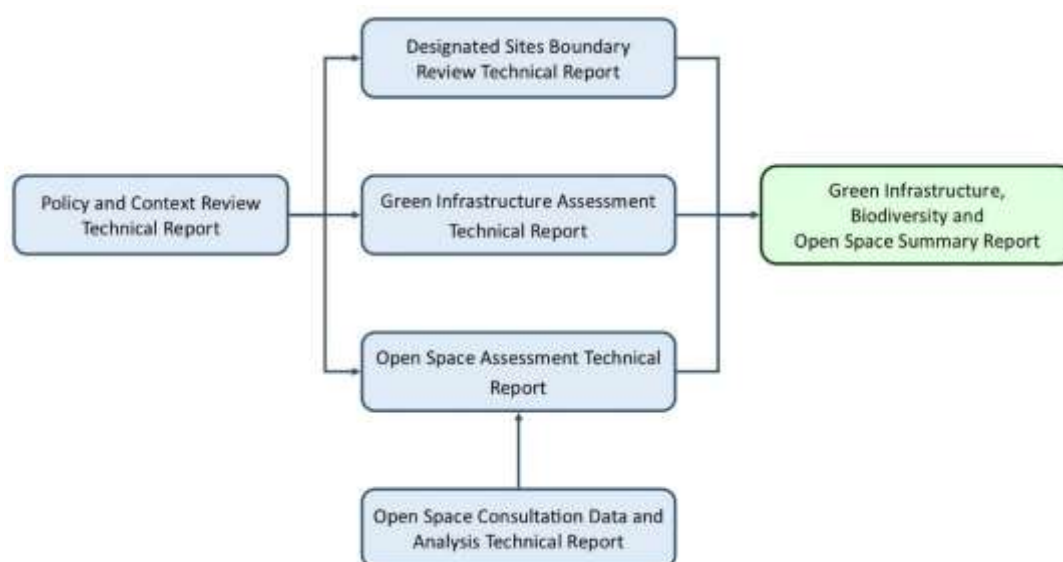 Designated Sites Boundary
Review Technical Report
Policy and Context Review
Technical Report
Green Infrastructure Assessment
Technical Report
Green Infrastructure,
Biodiversity and
Open Space Summary Report
Open Space Assessment Technical
Report
Open Space Consultation Data and
Analysis Technical Report